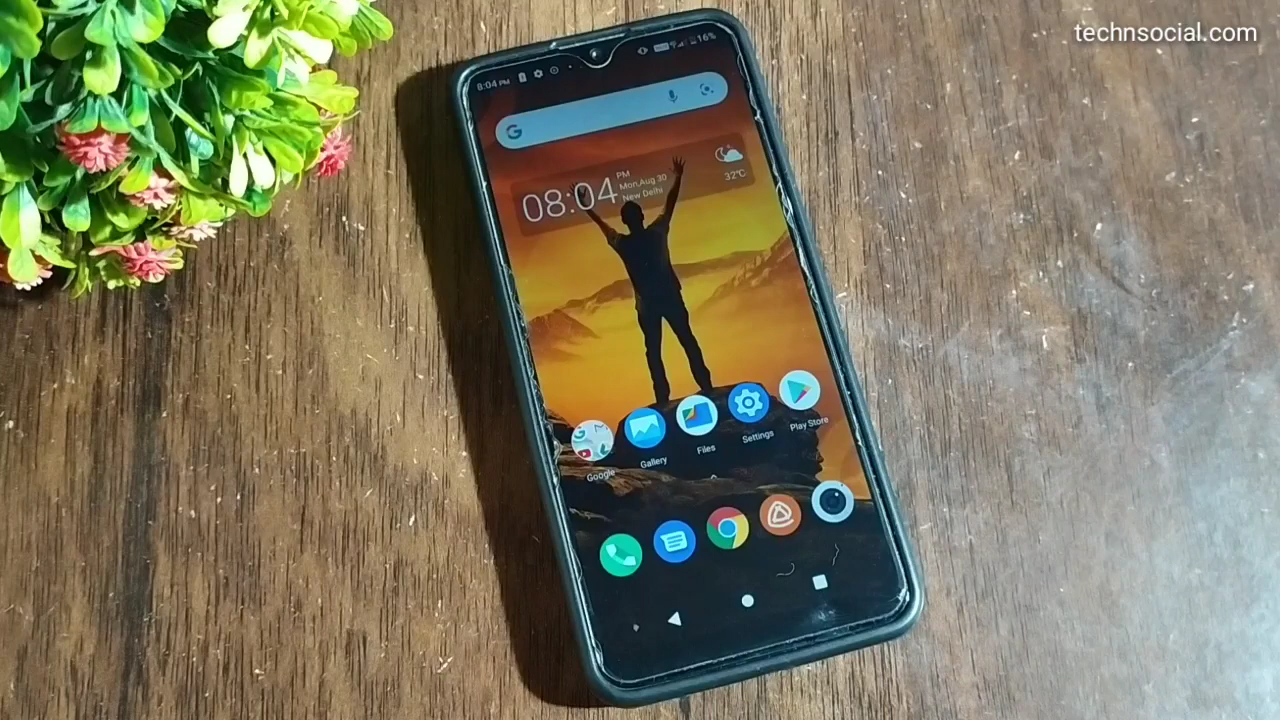 technsocial.com
8:04 PM
16%
G
08:04
PM
Mon,Aug 30
New Delhi
32°C
Google
Gallery
Files
Settings
Play Store